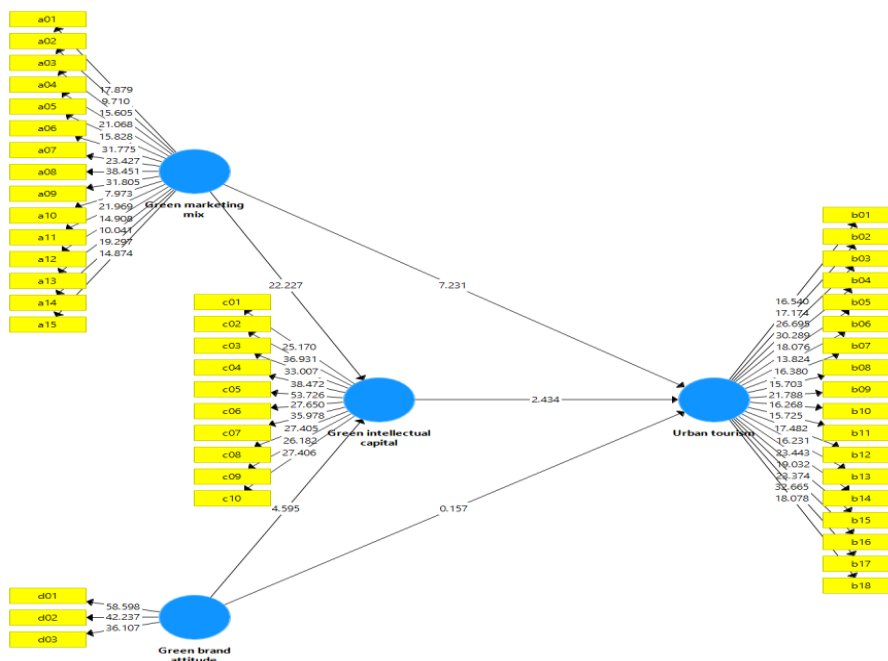 a01
a02
a03
a04
a05
a06
a07
a08
a09
a10
a11
a12
a13
a14
a15
17.879
9.710
15.605
21.068
15.828
31.775
23.427
38.451
31.805
7.973
21.969
14.908
10.041
19.297
14.874
Green marketing
mix
22.227
7.231
c01
c02
c03
c04
c05
c06
c07
c08
c09
c10
25.170
36.931
33.007
38.472
53.726
27.650
35.978
27.405
26.182
27.406
Green intellectual
capital
2.434
4.595
0.157
d01
d02
d03
58.598
42.237
36.107
Green brand
attitude
Urban tourism
16.540
17.174
26.695
30.289
18.076
13.824
16.380
15.703
21.788
16.268
15.725
17.482
16.231
23.443
19.032
23.374
32.665
18.078
b01
b02
b03
b04
b05
b06
b07
b08
b09
b10
b11
b12
b13
b14
b15
b16
b17
b18